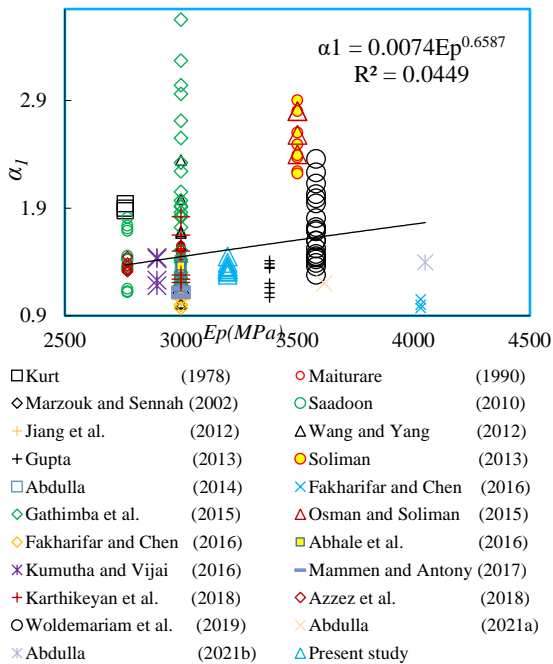 α1 = 0.0074Ep^0.6587
R² = 0.0449
2.9
1.9
0.9
α1
2500 3000 3500 4000 4500
Ep(MPa)
Kurt (1978) Maiturare (1990)
Marzouk and Sennah (2002) Saadoon (2010)
Jiang et al. (2012) Wang and Yang (2012)
Gupta (2013) Soliman (2013)
Abdulla (2014) Fakharifar and Chen (2016)
Gathimba et al. (2015) Osman and Soliman (2015)
Fakharifar and Chen (2016) Abhale et al. (2016)
Kumutha and Vijai (2016) Mammen and Antony (2017)
Karthikeyan et al. (2018) Azzez et al. (2018)
Woldemariam et al. (2019) Abdulla (2021a)
Abdulla (2021b) Present study